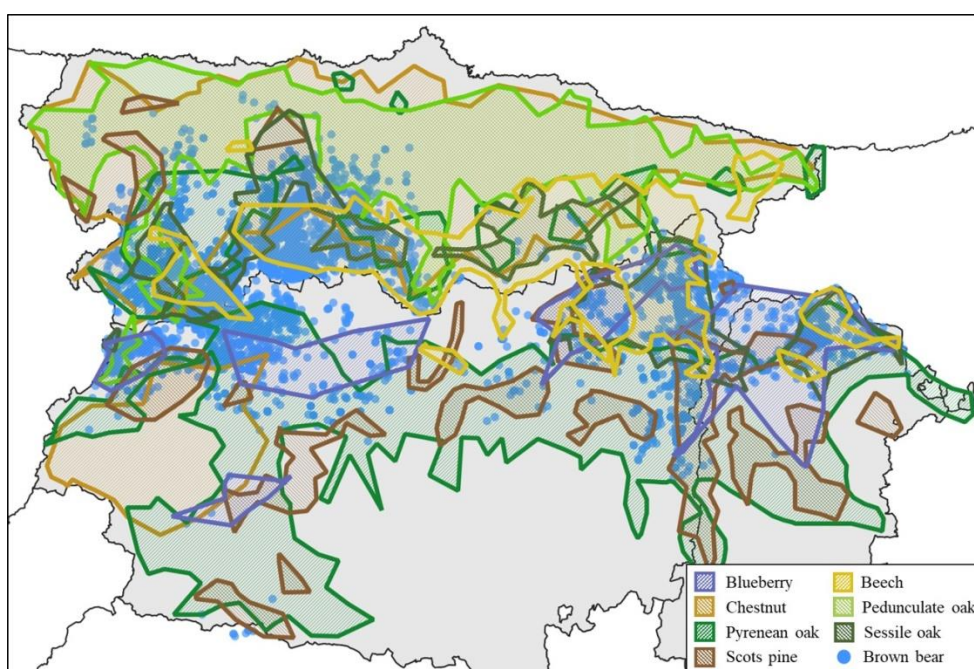 Blueberry
Beech
Chestnut
Pedunculate oak
Pyrenean oak
Sessile oak
Scots pine
Brown bear